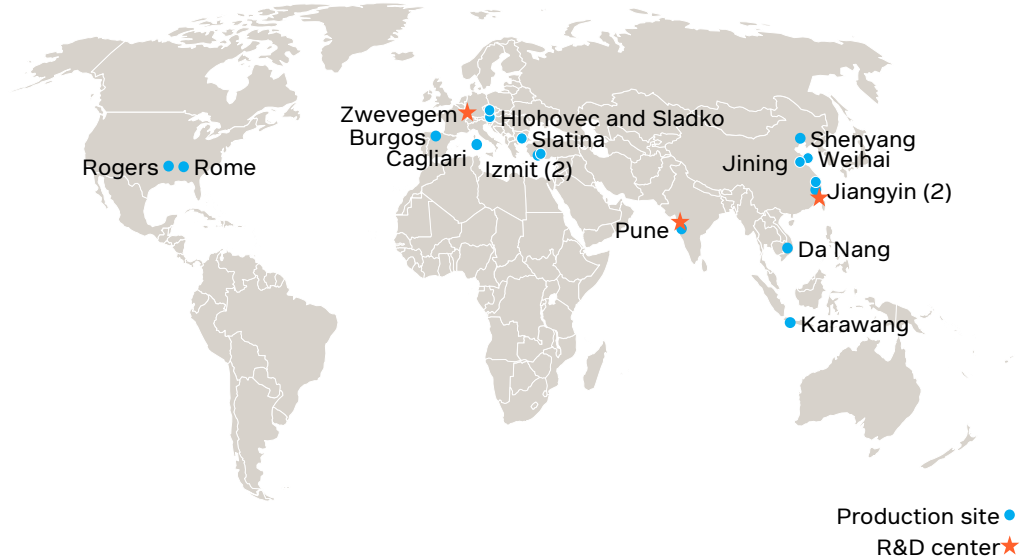 Zwevegem
Hlohovec and Sladko
Burgos
Slatina
Shenyang
Cagliari
Weihai
Jining
Rogers
Rome
Izmit (2)
Jiangyin (2)
Pune
Da Nang
Karawang
Production site
R&D center